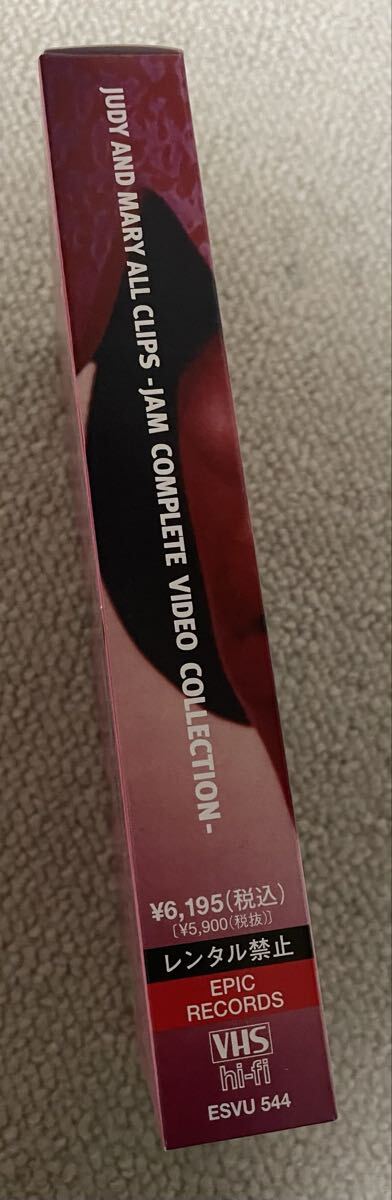 JUDY AND MARY ALL CLIPS -JAM COMPLETE VIDEO COLLECTION-
¥6,195(税込)
[¥5,900(税抜)]
レンタル禁止
EPIC
RECORDS
VHS
hi-fi
ESVU 544